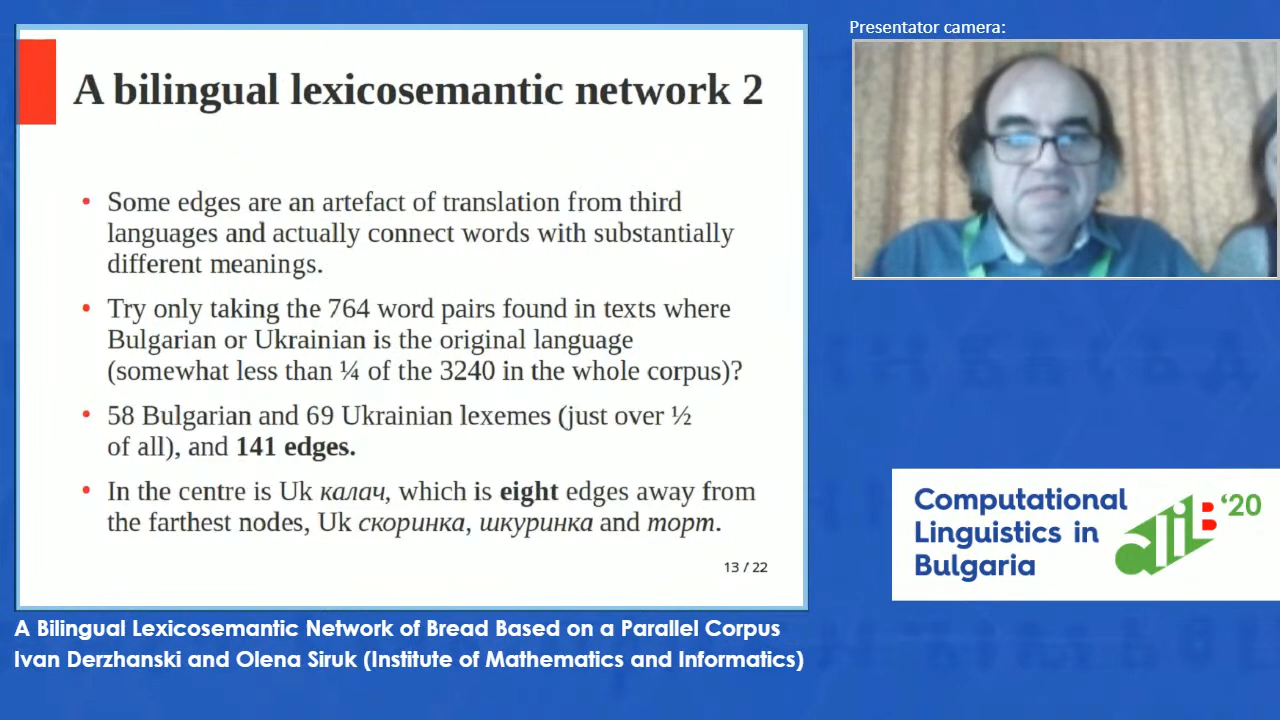 Presentator camera:
A bilingual lexicosemantic network 2
• Some edges are an artefact of translation from third
languages and actually connect words with substantially
different meanings.
• Try only taking the 764 word pairs found in texts where
Bulgarian or Ukrainian is the original language
(somewhat less than ¼ of the 3240 in the whole corpus)?
• 58 Bulgarian and 69 Ukrainian lexemes (just over ½
of all), and 141 edges.
• In the centre is Uk калач, which is eight edges away from
the farthest nodes, Uk скоринка, шкуринка and торт.
13 / 22
Computational
Linguistics in
Bulgaria
cliB '20
A Bilingual Lexicosemantic Network of Bread Based on a Parallel Corpus
Ivan Derzhanski and Olena Siruk (Institute of Mathematics and Informatics)